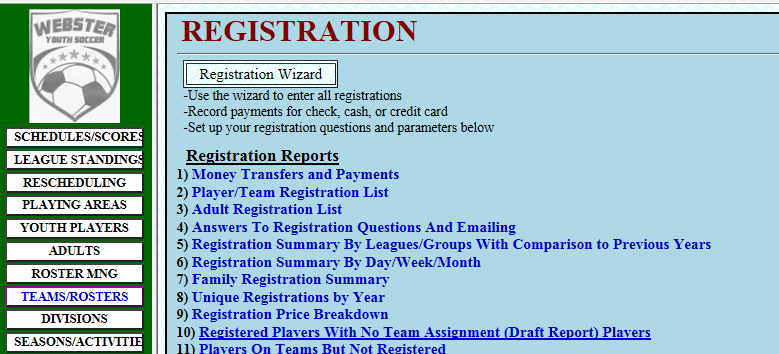 WEBSTER
YOUTH SOCCER
SCHEDULES/SCORES
LEAGUE STANDINGS
RESCHEDULING
PLAYING AREAS
YOUTH PLAYERS
ADULTS
ROSTER MNG
TEAMS/ROSTERS
DIVISIONS
SEASONS/ACTIVITIE
REGISTRATION
Registration Wizard
-Use the wizard to enter all registrations
-Record payments for check, cash, or credit card
-Set up your registration questions and parameters below
Registration Reports
1) Money Transfers and Payments
2) Player/Team Registration List
3) Adult Registration List
4) Answers To Registration Questions And Emailing
5) Registration Summary By Leagues/Groups With Comparison to Previous Years
6) Registration Summary By Day/Week/Month
7) Family Registration Summary
8) Unique Registrations by Year
9) Registration Price Breakdown
10) Registered Players With No Team Assignment (Draft Report) Players
11) Players On Teams But Not Registered